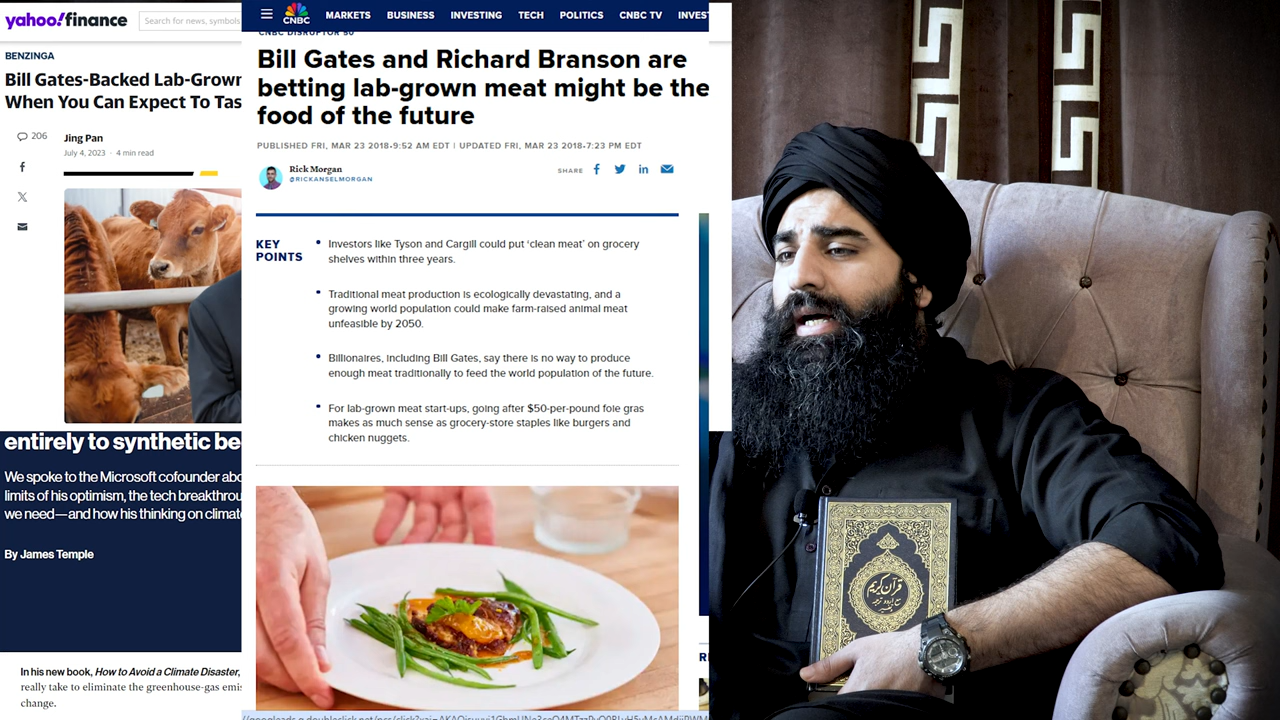 yahoo!finance
Search for news, symbols
BENZINGA
Bill Gates-Backed Lab-Grown
When You Can Expect To Tas
206
Jing Pan
July 4, 2023 · 4 min read
entirely to synthetic be
We spoke to the Microsoft cofounder abo
limits of his optimism, the tech breakthrou
we need—and how his thinking on climat
By James Temple
In his new book, How to Avoid a Climate Disaster,
really take to eliminate the greenhouse-gas emis
change.
CNBC
MARKETS BUSINESS INVESTING TECH POLITICS CNBC TV INVEST
CNBC DISRUPTOR 50
Bill Gates and Richard Branson are
betting lab-grown meat might be the
food of the future
PUBLISHED FRI, MAR 23 2018•9:52 AM EDT | UPDATED FRI, MAR 23 2018•7:23 PM EDT
Rick Morgan
@RICKANSELMORGAN
SHARE
KEY
POINTS
Investors like Tyson and Cargill could put ‘clean meat’ on grocery
shelves within three years.
Traditional meat production is ecologically devastating, and a
growing world population could make farm-raised animal meat
unfeasible by 2050.
Billionaires, including Bill Gates, say there is no way to produce
enough meat traditionally to feed the world population of the future.
For lab-grown meat start-ups, going after $50-per-pound foie gras
makes as much sense as grocery-store staples like burgers and
chicken nuggets.
قرآن کریم